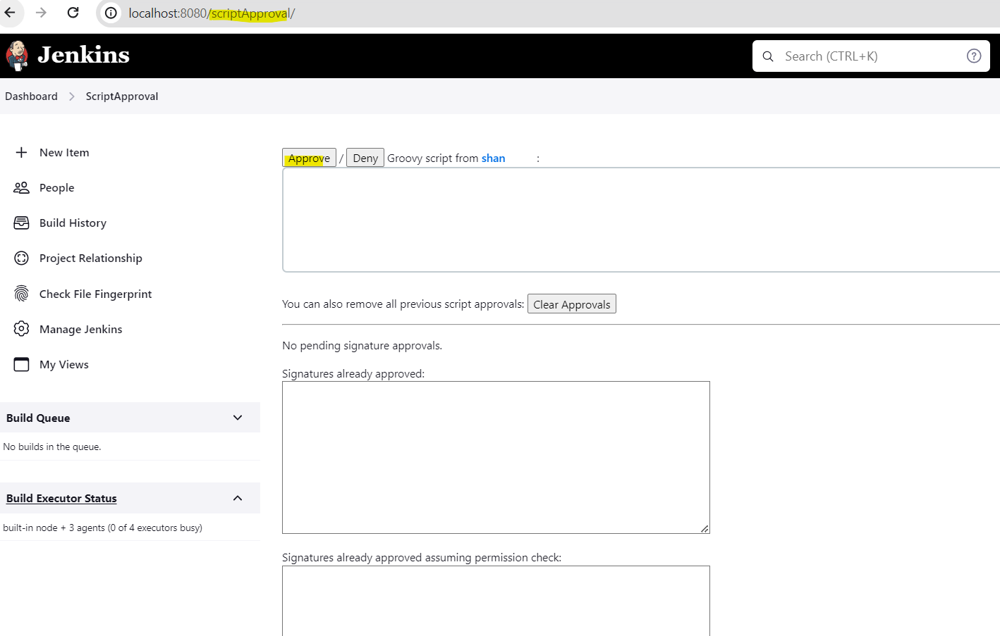 localhost:8080/scriptApproval/
Jenkins
Search (CTRL+K)
Dashboard > ScriptApproval
New Item
People
Build History
Project Relationship
Check File Fingerprint
Manage Jenkins
My Views
Build Queue
No builds in the queue.
Build Executor Status
built-in node + 3 agents (0 of 4 executors busy)
Approve / Deny Groovy script from shan :
You can also remove all previous script approvals: Clear Approvals
No pending signature approvals.
Signatures already approved:
Signatures already approved assuming permission check: